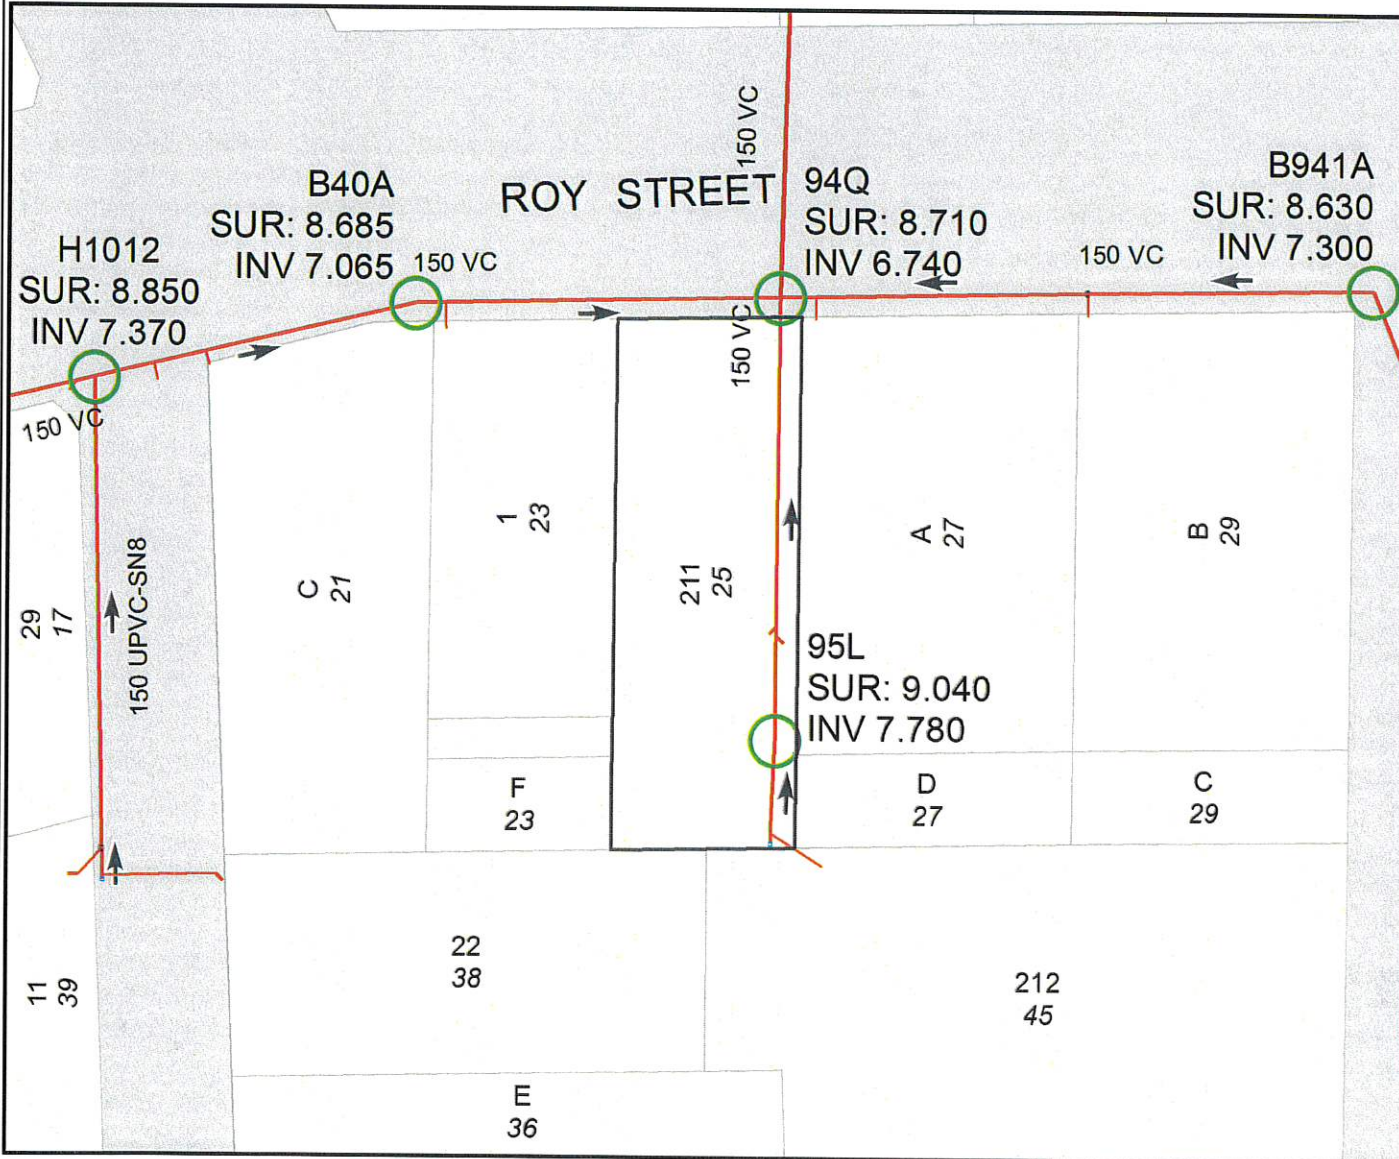 150 VC
ROY STREET
B40A
SUR: 8.685
INV 7.065
150 VC
94Q
SUR: 8.710
INV 6.740
B941A
SUR: 8.630
INV 7.300
150 VC
H1012
SUR: 8.850
INV 7.370
150 VC
150 VC
150 UPVC-SN8
29
17
C
21
1
23
211
25
A
27
B
29
95L
SUR: 9.040
INV 7.780
F
23
D
27
C
29
11
39
22
38
212
45
E
36